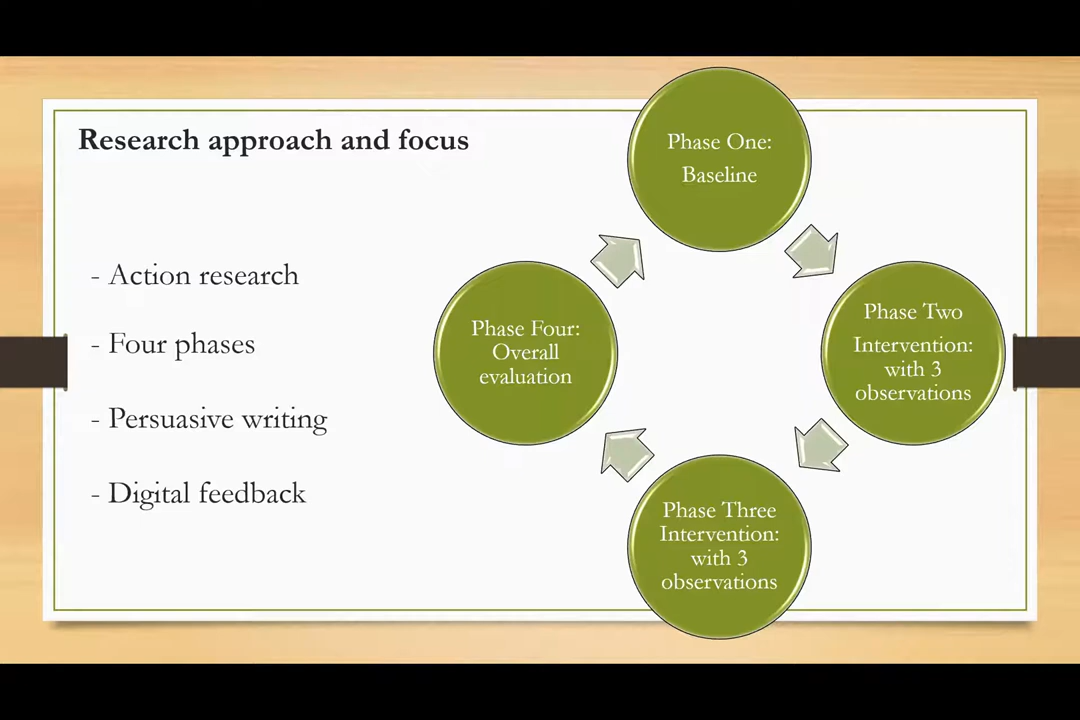 Research approach and focus
- Action research
- Four phases
- Persuasive writing
- Digital feedback
Phase One:
Baseline
Phase Two
Intervention:
with 3
observations
Phase Three
Intervention:
with 3
observations
Phase Four:
Overall
evaluation